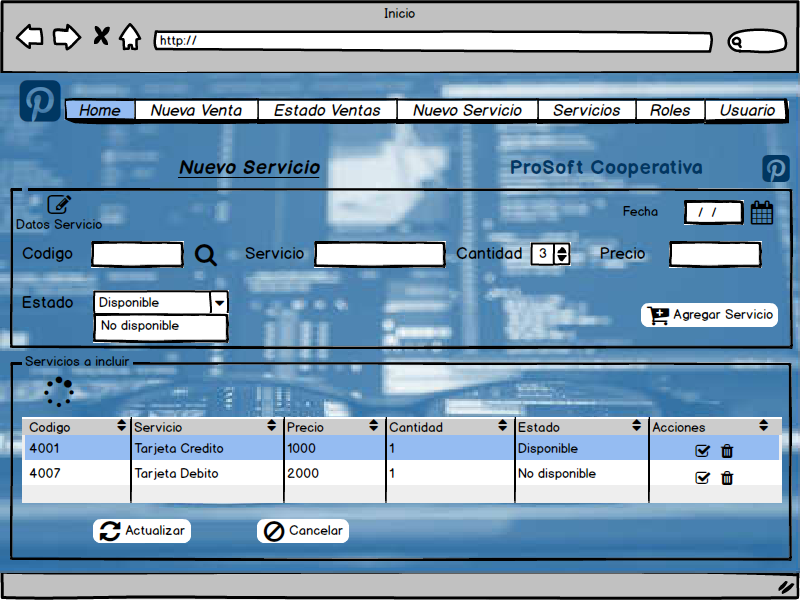 Inicio
http://
Home Nueva Venta Estado Ventas Nuevo Servicio Servicios Roles Usuario
Nuevo Servicio ProSoft Cooperativa
Datos Servicio Fecha / /
Codigo Servicio Cantidad 3 Precio
Estado Disponible
No disponible
Agregar Servicio
Servicios a incluir
Codigo Servicio Precio Cantidad Estado Acciones
4001 Tarjeta Credito 1000 1 Disponible
4007 Tarjeta Debito 2000 1 No disponible
Actualizar Cancelar